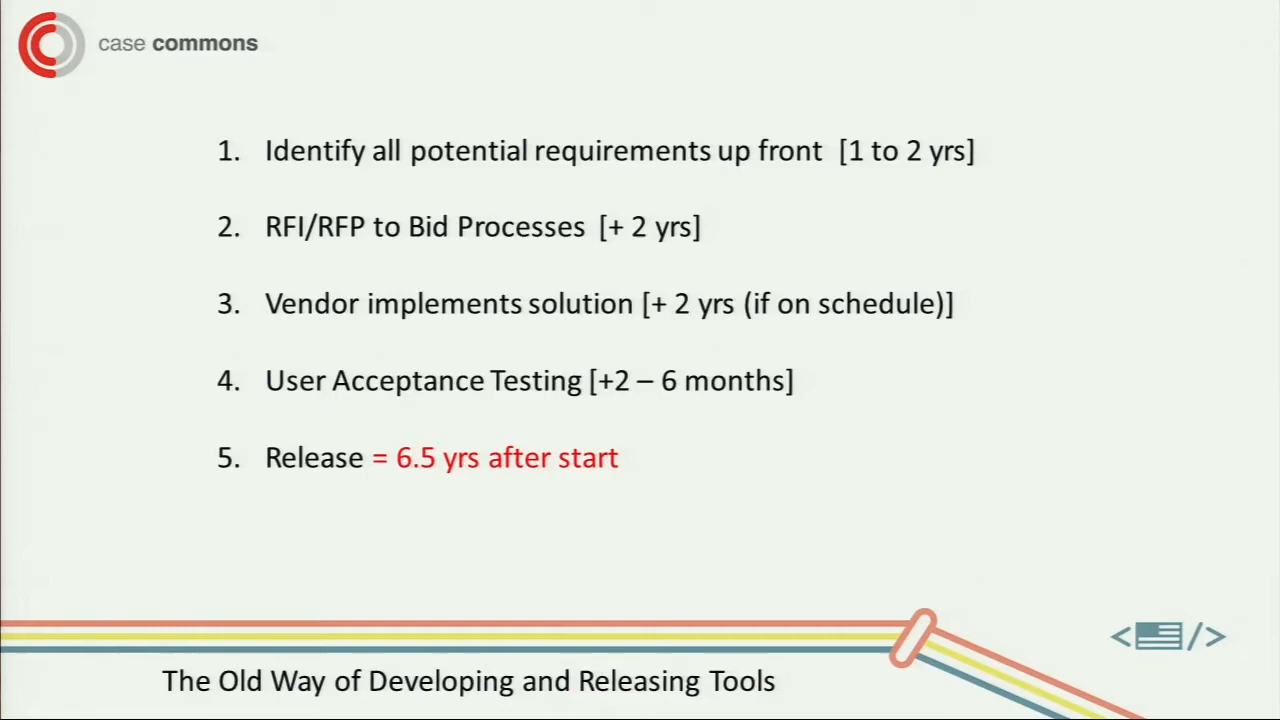 case commons
1. Identify all potential requirements up front [1 to 2 yrs]
2. RFI/RFP to Bid Processes [+ 2 yrs]
3. Vendor implements solution [+ 2 yrs (if on schedule)]
4. User Acceptance Testing [+2 – 6 months]
5. Release = 6.5 yrs after start
The Old Way of Developing and Releasing Tools